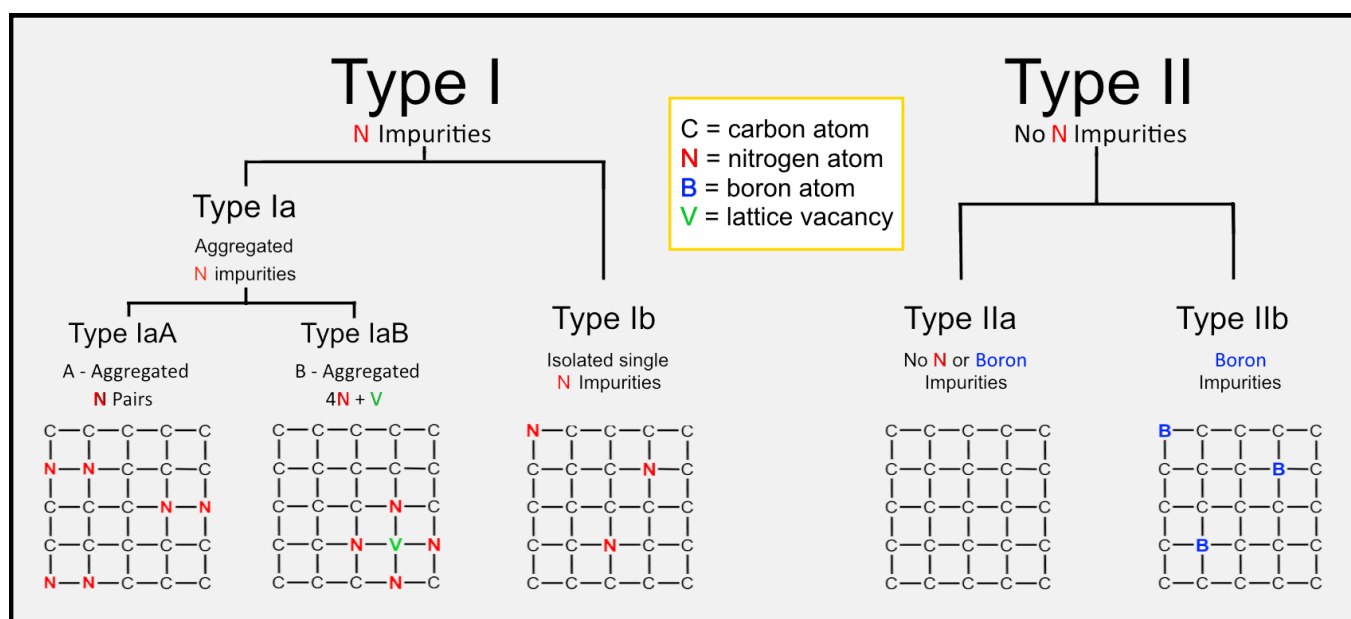 Type I
N Impurities
Type II
No N Impurities
C = carbon atom
N = nitrogen atom
B = boron atom
V = lattice vacancy
Type Ia
Aggregated
N impurities
Type IaA
A - Aggregated
N Pairs
C C C C C
N N C C C
C C C N N
C C C C C
N N C C C
Type IaB
B - Aggregated
4N + V
C C C C C
C C C C C
C C C N C
C C N V N
C C C N C
Type Ib
Isolated single
N Impurities
N C C C C
C C C N C
C C C C C
C C N C C
C C C C C
Type IIa
No N or Boron
Impurities
C C C C C
C C C C C
C C C C C
C C C C C
C C C C C
Type IIb
Boron
Impurities
B C C C C
C C C B C
C C C C C
C B C C C
C C C C C